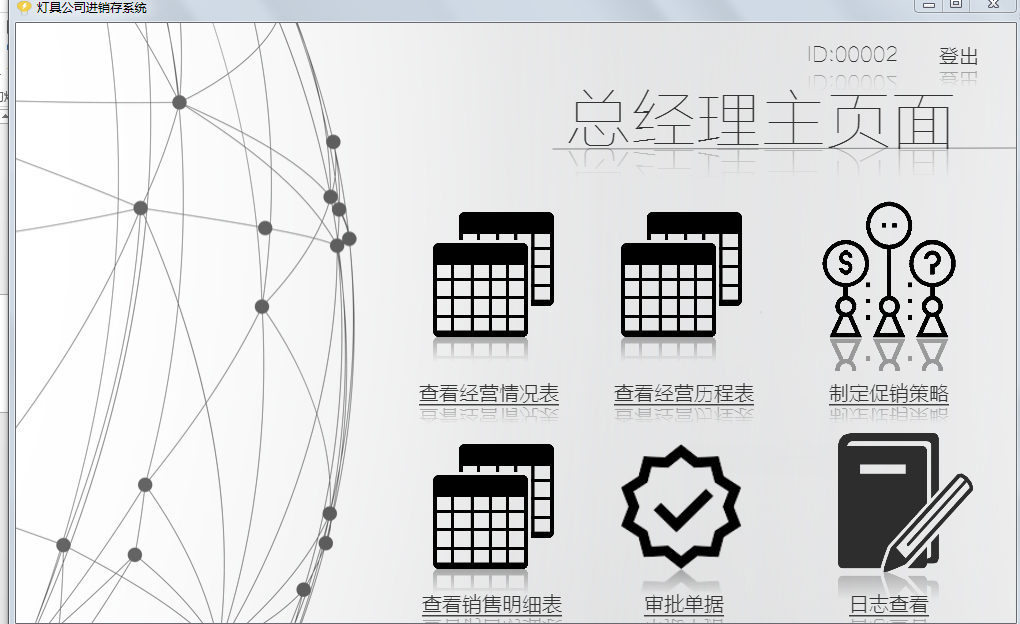 灯具公司进销存系统
ID:00002 登出
总经理主页面
查看经营情况表 查看经营历程表 制定促销策略
查看销售明细表 审批单据 日志查看